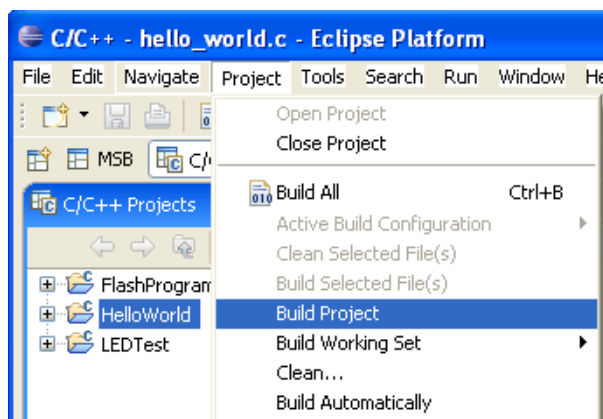 C/C++ - hello_world.c - Eclipse Platform
File Edit Navigate Project Tools Search Run Window
Open Project
Close Project
MSB
C/C++ Projects
Build All Ctrl+B
Active Build Configuration
Clean Selected File(s)
Build Selected File(s)
FlashProgram
HelloWorld
Build Project
LEDTest
Build Working Set
Clean...
Build Automatically